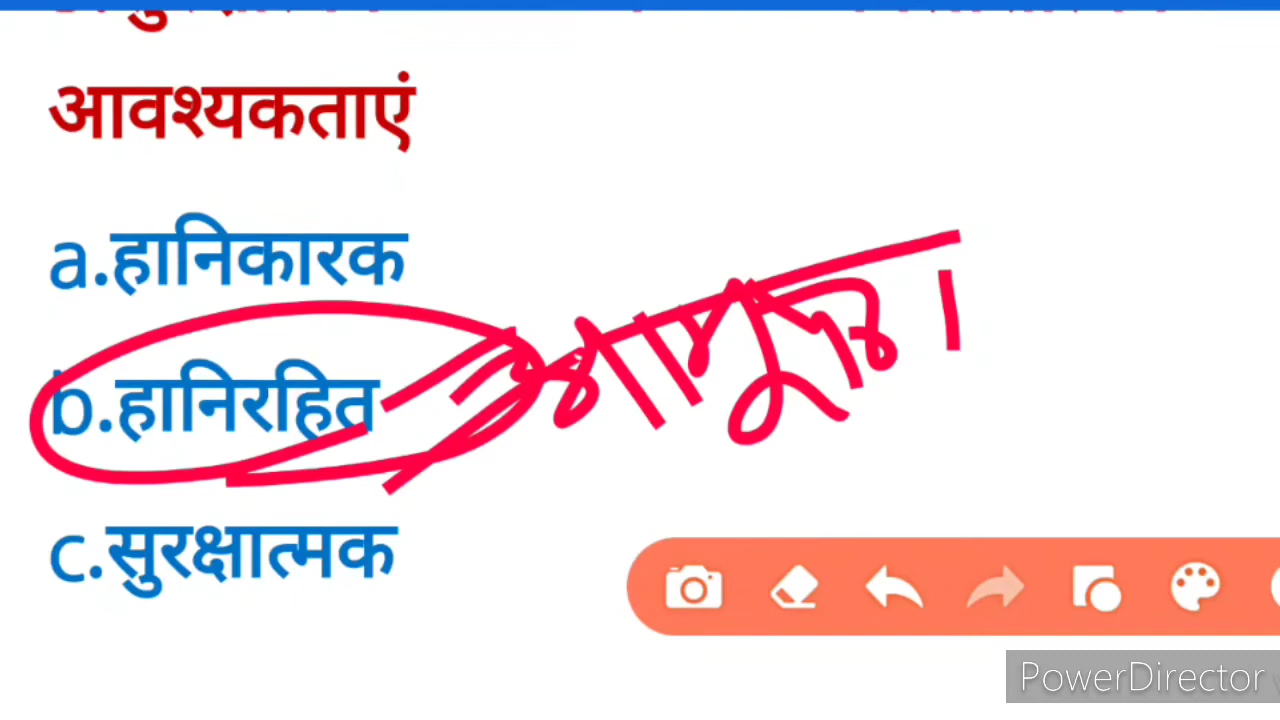 आवश्यकताएं
a.हानिकारक
b.हानिरहित
c.सुरक्षात्मक
PowerDirector